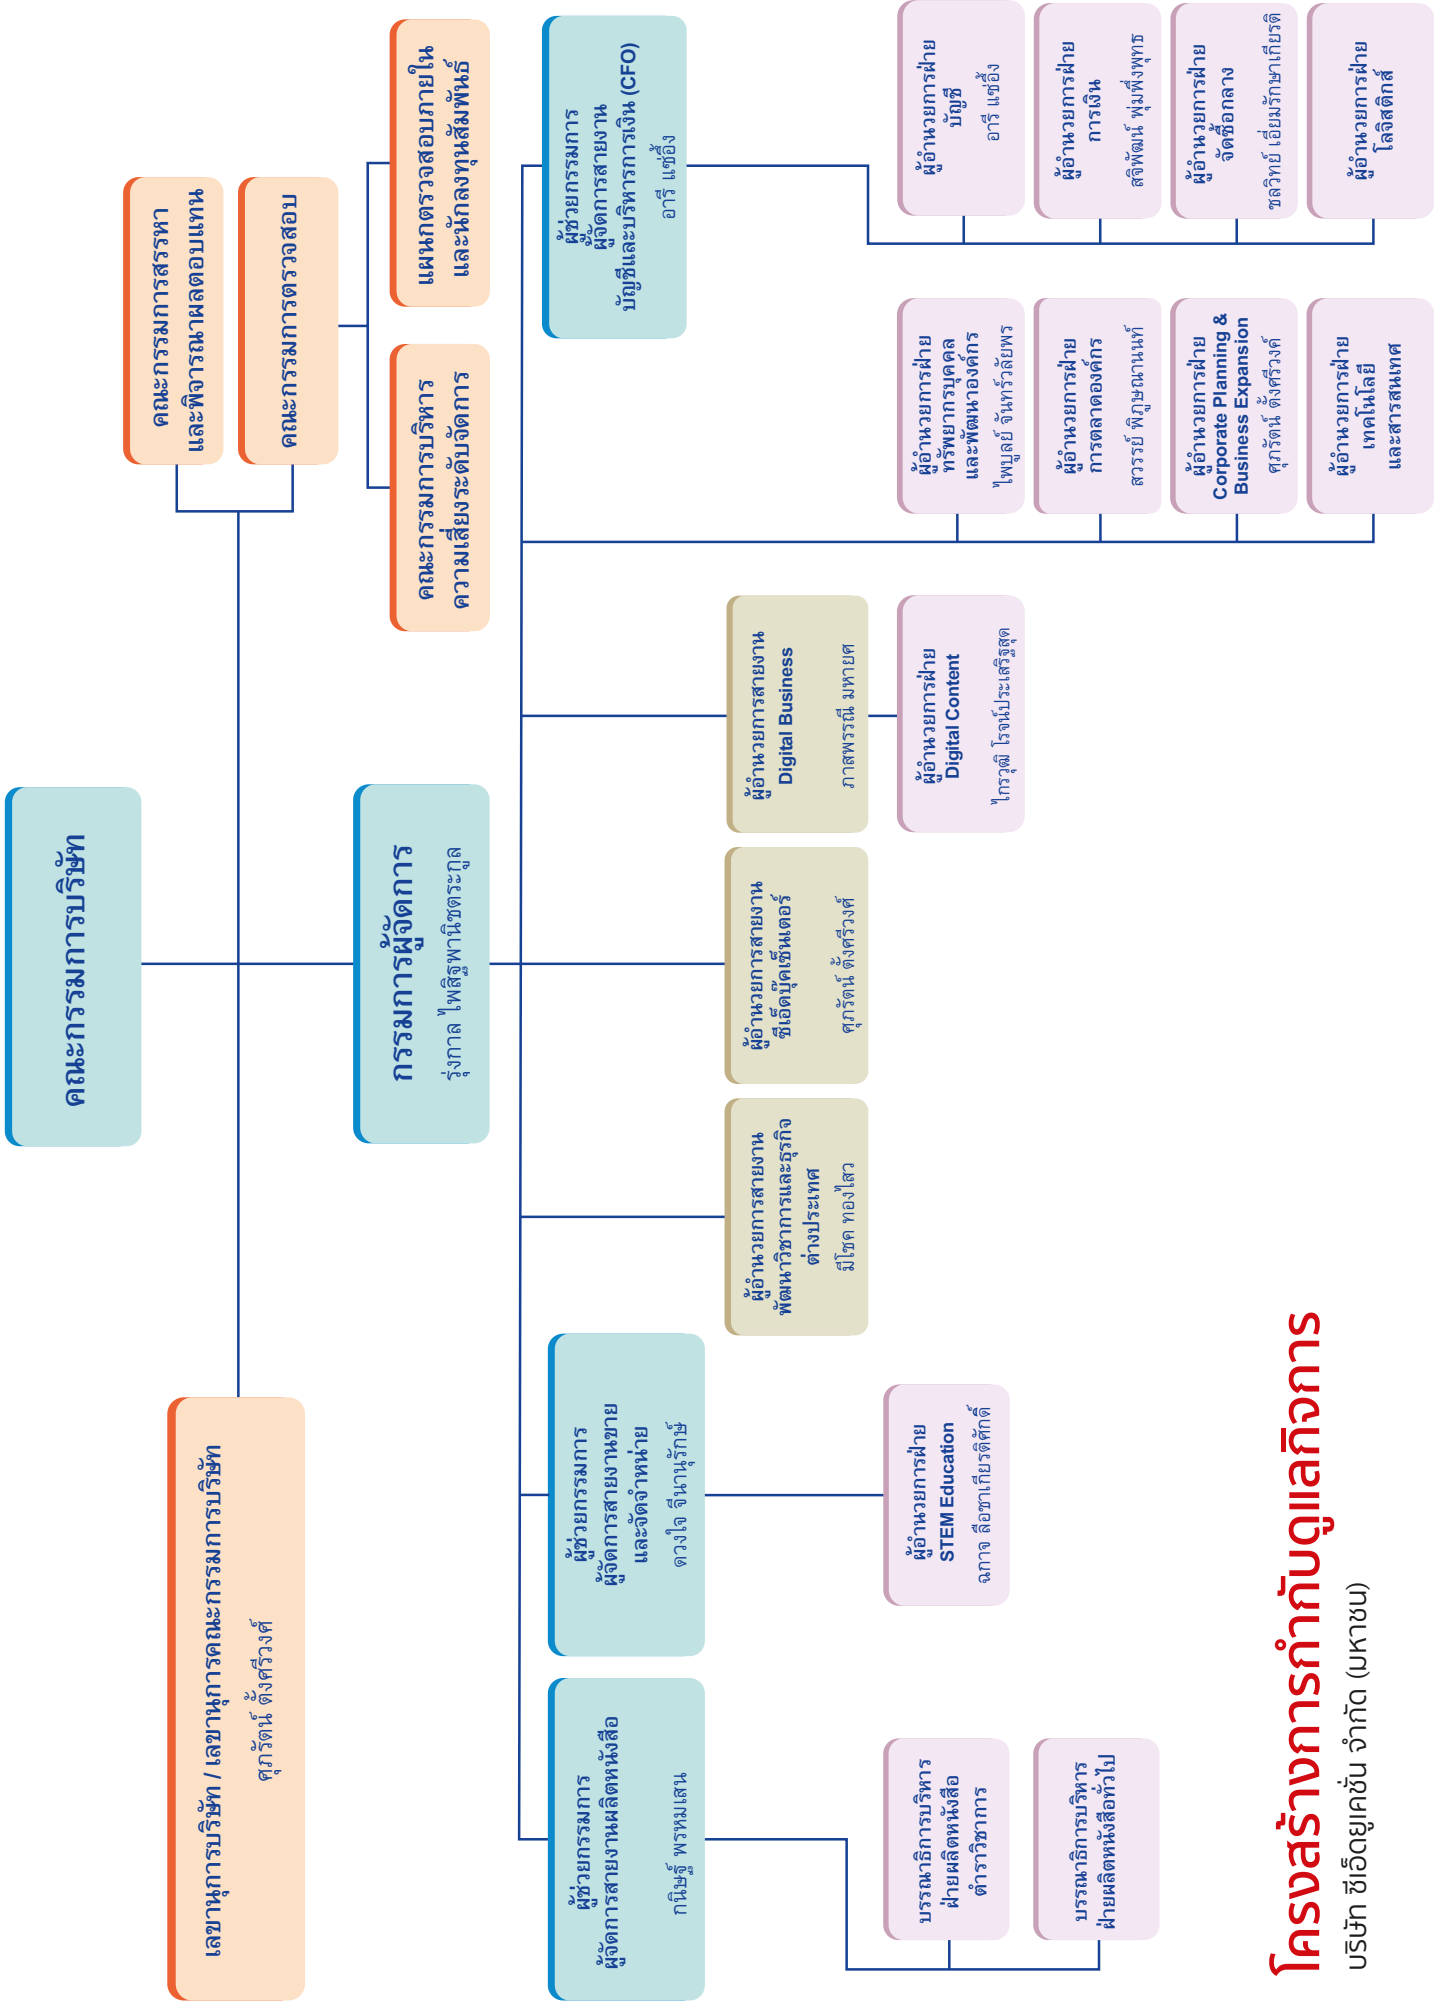 โครงสร้างการกำกับดูแลกิจการ
บริษัท ซีเอ็ดยูเคชั่น จำกัด (มหาชน)
คณะกรรมการบริษัท
เลขานุการบริษัท / เลขานุการคณะกรรมการบริษัท
ศุภรัตน์ ตั้งศรีวงศ์
คณะกรรมการสรรหา
และพิจารณาผลตอบแทน
คณะกรรมการตรวจสอบ
คณะกรรมการบริหาร
ความเสี่ยงระดับจัดการ
แผนกตรวจสอบภายใน
และนักลงทุนสัมพันธ์
กรรมการผู้จัดการ
รุ่งกาล ไพสิฐพานิชตระกูล
ผู้ช่วยกรรมการ
ผู้จัดการสายงานผลิตหนังสือ
กนิษฐ์ พรหมเสน
ผู้ช่วยกรรมการ
ผู้จัดการสายงานขาย
และจัดจำหน่าย
ดวงใจ จีนานุรักษ์
ผู้อำนวยการสายงาน
พัฒนาวิชาการและธุรกิจ
ต่างประเทศ
มีโชค ทองไสว
ผู้อำนวยการสายงาน
ซีเอ็ดบุ๊คเซ็นเตอร์
ศุภรัตน์ ตั้งศรีวงศ์
ผู้อำนวยการสายงาน
Digital Business
ภาสพรรณี มหายศ
ผู้ช่วยกรรมการ
ผู้จัดการสายงาน
บัญชีและบริหารการเงิน (CFO)
อารี แซ่อึ้ง
บรรณาธิการบริหาร
ฝ่ายผลิตหนังสือ
ตำราวิชาการ
บรรณาธิการบริหาร
ฝ่ายผลิตหนังสือทั่วไป
ผู้อำนวยการฝ่าย
STEM Education
ฉกาจ ลือชาเกียรติศักดิ์
ผู้อำนวยการฝ่าย
Digital Content
ไกรวุฒิ โรจน์ประเสริฐสุด
ผู้อำนวยการฝ่าย
ทรัพยากรบุคคล
และพัฒนาองค์กร
ไพบูลย์ จันทร์วลัยพร
ผู้อำนวยการฝ่าย
การตลาดองค์กร
สวรรย์ พิภูษณานนท์
ผู้อำนวยการฝ่าย
Corporate Planning &
Business Expansion
ศุภรัตน์ ตั้งศรีวงค์
ผู้อำนวยการฝ่าย
เทคโนโลยี
และสารสนเทศ
ผู้อำนวยการฝ่าย
บัญชี
อารี แซ่อึ้ง
ผู้อำนวยการฝ่าย
การเงิน
สจิพัฒน์ พุ่มพึ่งพุทธ
ผู้อำนวยการฝ่าย
จัดซื้อกลาง
ชลวิทย์ เอี่ยมรักษาเกียรติ
ผู้อำนวยการฝ่าย
โลจิสติกส์